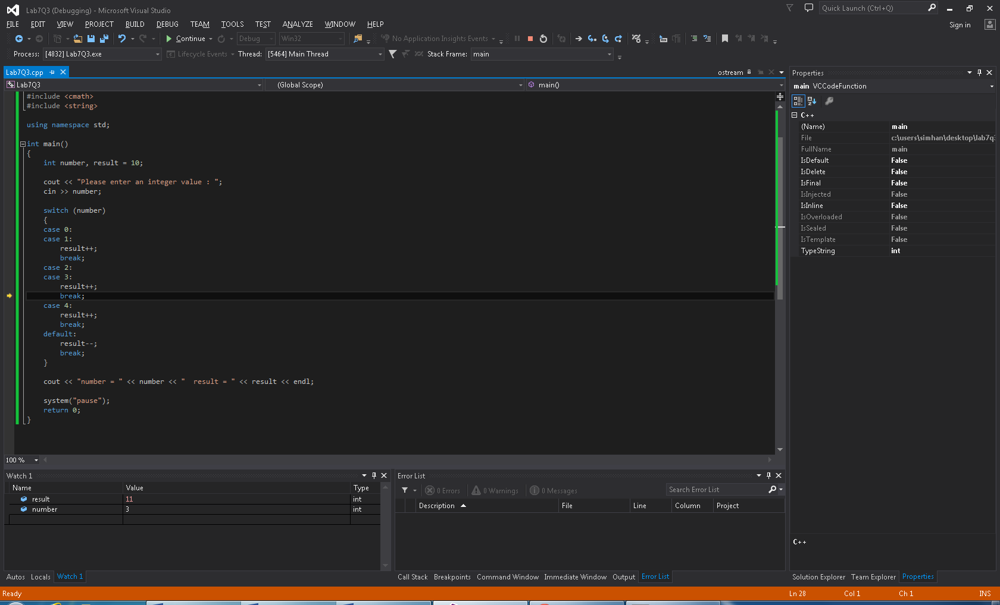 Lab7Q3 (Debugging) - Microsoft Visual Studio
Quick Launch (Ctrl+Q)
FILE EDIT VIEW PROJECT BUILD DEBUG TEAM TOOLS TEST ANALYZE WINDOW HELP
Sign in
Continue Debug Win32 No Application Insights Events
Process: [4832] Lab7Q3.exe Lifecycle Events Thread: [5464] Main Thread Stack Frame: main
Lab7Q3.cpp
ostream
Lab7Q3 (Global Scope) main()
#include <cmath>
#include <string>
using namespace std;
int main()
{
int number, result = 10;
cout << "Please enter an integer value : ";
cin >> number;
switch (number)
{
case 0:
case 1:
result++;
break;
case 2:
case 3:
result++;
break;
case 4:
result++;
break;
default:
result--;
break;
}
cout << "number = " << number << "  result = " << result << endl;
system("pause");
return 0;
}
100 %
Properties
main VCCodeFunction
C++
(Name) main
File c:\users\simhan\desktop\lab7q3
FullName main
IsDefault False
IsDelete False
IsFinal False
IsInjected False
IsInline False
IsOverloaded False
IsSealed False
IsTemplate False
TypeString int
C++
Watch 1
Name Value Type
result 11 int
number 3 int
Autos Locals Watch 1
Error List
0 Errors 0 Warnings 0 Messages
Search Error List
Description File Line Column Project
Call Stack Breakpoints Command Window Immediate Window Output Error List
Solution Explorer Team Explorer Properties
Ready
Ln 28 Col 1 Ch 1 INS